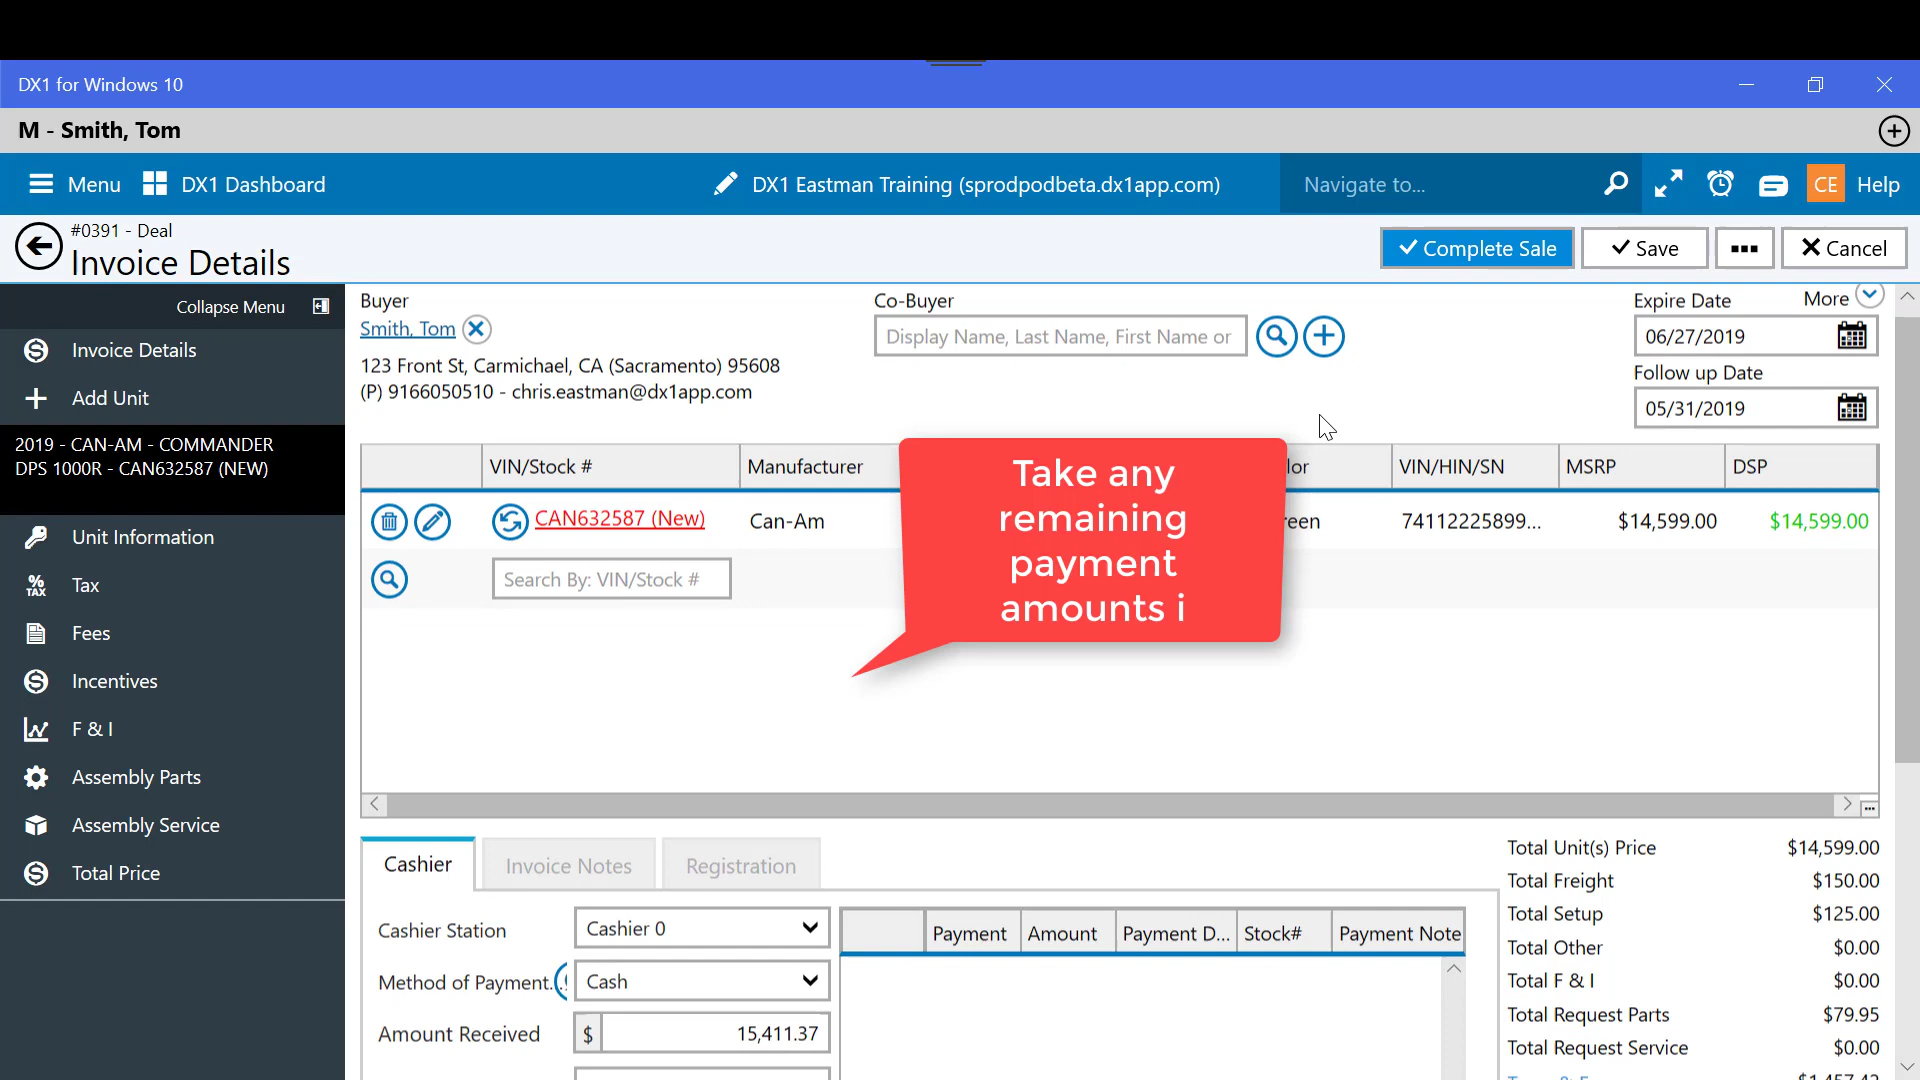 DX1 for Windows 10
M - Smith, Tom
Menu
DX1 Dashboard
DX1 Eastman Training (sprodpodbeta.dx1app.com)
Navigate to...
CE
Help
#0391 - Deal
Invoice Details
Complete Sale
Save
Cancel
Collapse Menu
Invoice Details
Add Unit
2019 - CAN-AM - COMMANDER
DPS 1000R - CAN632587 (NEW)
Unit Information
TAX
Tax
Fees
Incentives
F & I
Assembly Parts
Assembly Service
Total Price
Buyer
Smith, Tom
123 Front St, Carmichael, CA (Sacramento) 95608
(P) 9166050510 - chris.eastman@dx1app.com
Co-Buyer
Display Name, Last Name, First Name or
Expire Date
More
06/27/2019
Follow up Date
05/31/2019
VIN/Stock #
Manufacturer
lor
VIN/HIN/SN
MSRP
DSP
CAN632587 (New)
Can-Am
reen
74112225899...
$14,599.00
$14,599.00
Search By: VIN/Stock #
Take any
remaining
payment
amounts i
Cashier
Invoice Notes
Registration
Cashier Station
Cashier 0
Method of Payment...
Cash
Amount Received
$
15,411.37
Payment
Amount
Payment D...
Stock#
Payment Note
Total Unit(s) Price $14,599.00
Total Freight $150.00
Total Setup $125.00
Total Other $0.00
Total F & I $0.00
Total Request Parts $79.95
Total Request Service $0.00